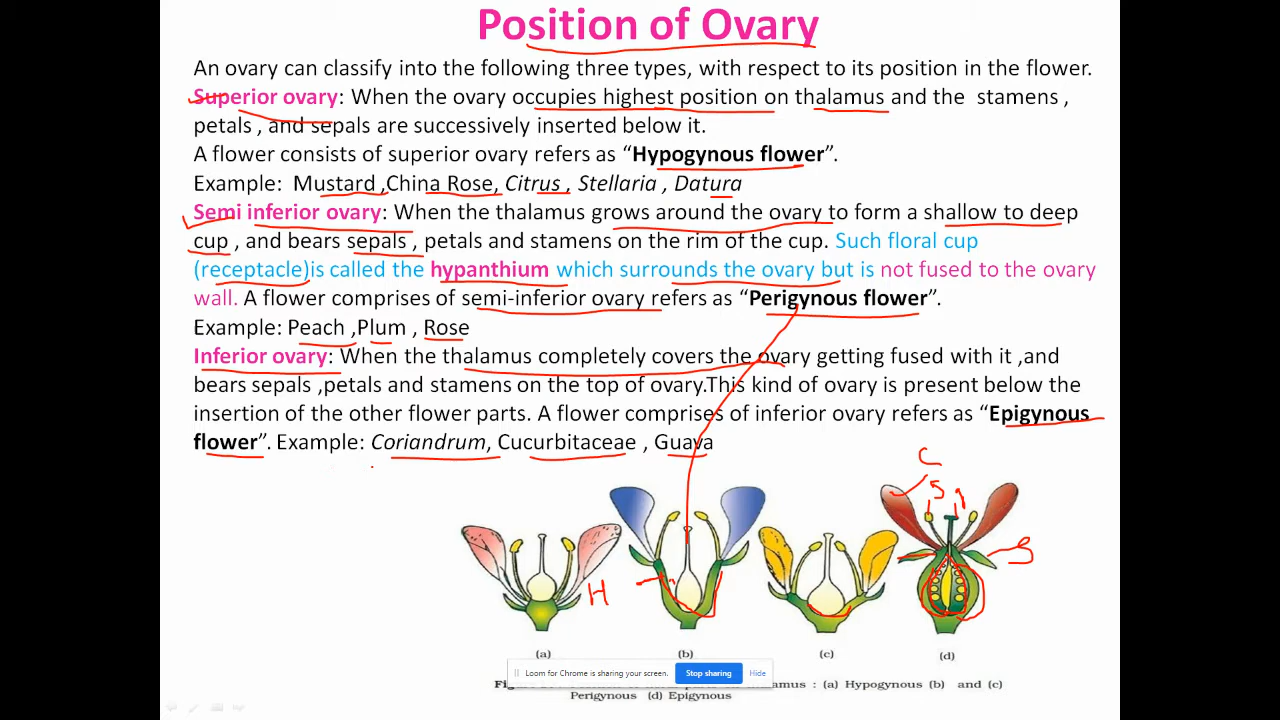 Position of Ovary
An ovary can classify into the following three types, with respect to its position in the flower.
Superior ovary: When the ovary occupies highest position on thalamus and the stamens ,
petals , and sepals are successively inserted below it.
A flower consists of superior ovary refers as “Hypogynous flower”.
Example: Mustard ,China Rose, Citrus , Stellaria , Datura
Semi inferior ovary: When the thalamus grows around the ovary to form a shallow to deep
cup , and bears sepals , petals and stamens on the rim of the cup. Such floral cup
(receptacle)is called the hypanthium which surrounds the ovary but is not fused to the ovary
wall. A flower comprises of semi-inferior ovary refers as “Perigynous flower”.
Example: Peach ,Plum , Rose
Inferior ovary: When the thalamus completely covers the ovary getting fused with it ,and
bears sepals ,petals and stamens on the top of ovary.This kind of ovary is present below the
insertion of the other flower parts. A flower comprises of inferior ovary refers as “Epigynous
flower”. Example: Coriandrum, Cucurbitaceae , Guava
C
S
H
(a) (b) (c) (d)
Loom for Chrome is sharing your screen. Stop sharing Hide
thalamus : (a) Hypogynous (b) and (c)
Perigynous (d) Epigynous